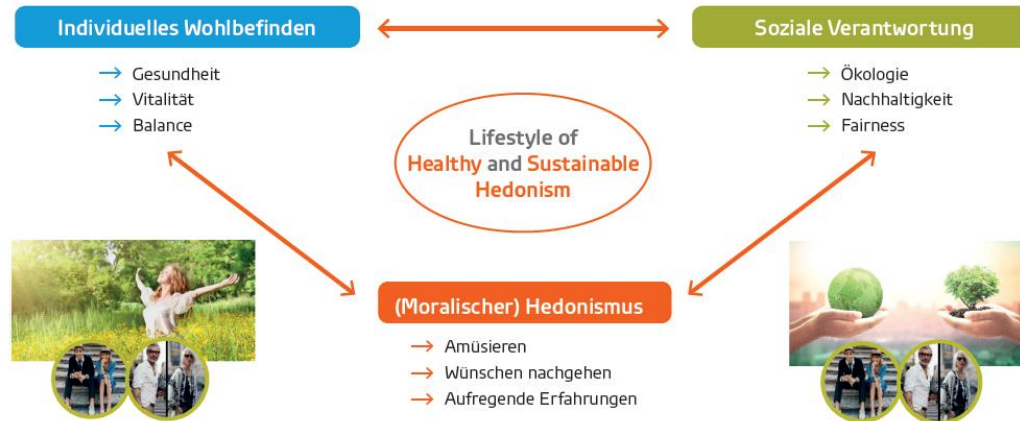 Individuelles Wohlbefinden
→ Gesundheit
→ Vitalität
→ Balance
Soziale Verantwortung
→ Ökologie
→ Nachhaltigkeit
→ Fairness
Lifestyle of
Healthy and Sustainable
Hedonism
(Moralischer) Hedonismus
→ Amüsieren
→ Wünschen nachgehen
→ Aufregende Erfahrungen